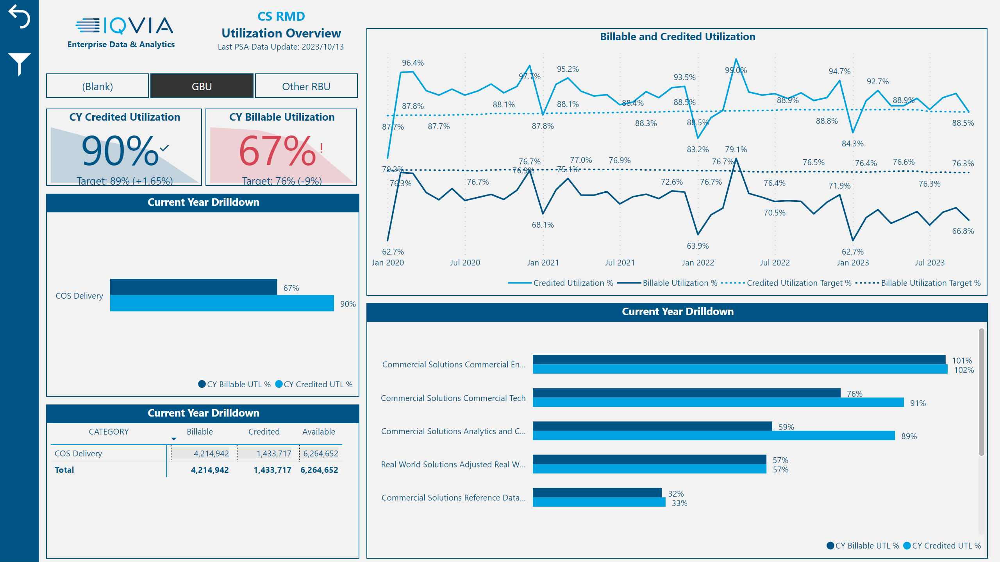 IQVIA
Enterprise Data & Analytics
CS RMD
Utilization Overview
Last PSA Data Update: 2023/10/13
(Blank)
GBU
Other RBU
CY Credited Utilization
90%
Target: 89% (+1.65%)
CY Billable Utilization
67% !
Target: 76% (-9%)
Current Year Drilldown
COS Delivery
67%
90%
CY Billable UTL % CY Credited UTL %
Current Year Drilldown
CATEGORY Billable Credited Available
COS Delivery 4,214,942 1,433,717 6,264,652
Total 4,214,942 1,433,717 6,264,652
Billable and Credited Utilization
96.4% 97.7% 95.2% 93.5% 99.0% 94.7% 92.7%
87.8% 88.1% 88.1% 88.4% 88.5% 88.9% 88.9%
87.7% 87.7% 87.8% 88.3% 88.5% 88.8% 88.5%
83.2% 79.1% 84.3%
79.2% 76.7% 77.0% 76.9% 76.7% 76.5% 76.4% 76.6% 76.3%
76.9% 75.1%
76.3% 76.7% 72.6% 76.7% 76.4% 71.9% 76.3%
68.1% 70.5% 66.8%
62.7% 63.9% 62.7%
Jan 2020 Jul 2020 Jan 2021 Jul 2021 Jan 2022 Jul 2022 Jan 2023 Jul 2023
Credited Utilization % Billable Utilization % Credited Utilization Target % Billable Utilization Target %
Current Year Drilldown
Commercial Solutions Commercial En...
101%
102%
Commercial Solutions Commercial Tech
76%
91%
Commercial Solutions Analytics and C...
59%
89%
Real World Solutions Adjusted Real W...
57%
57%
Commercial Solutions Reference Data...
32%
33%
CY Billable UTL % CY Credited UTL %